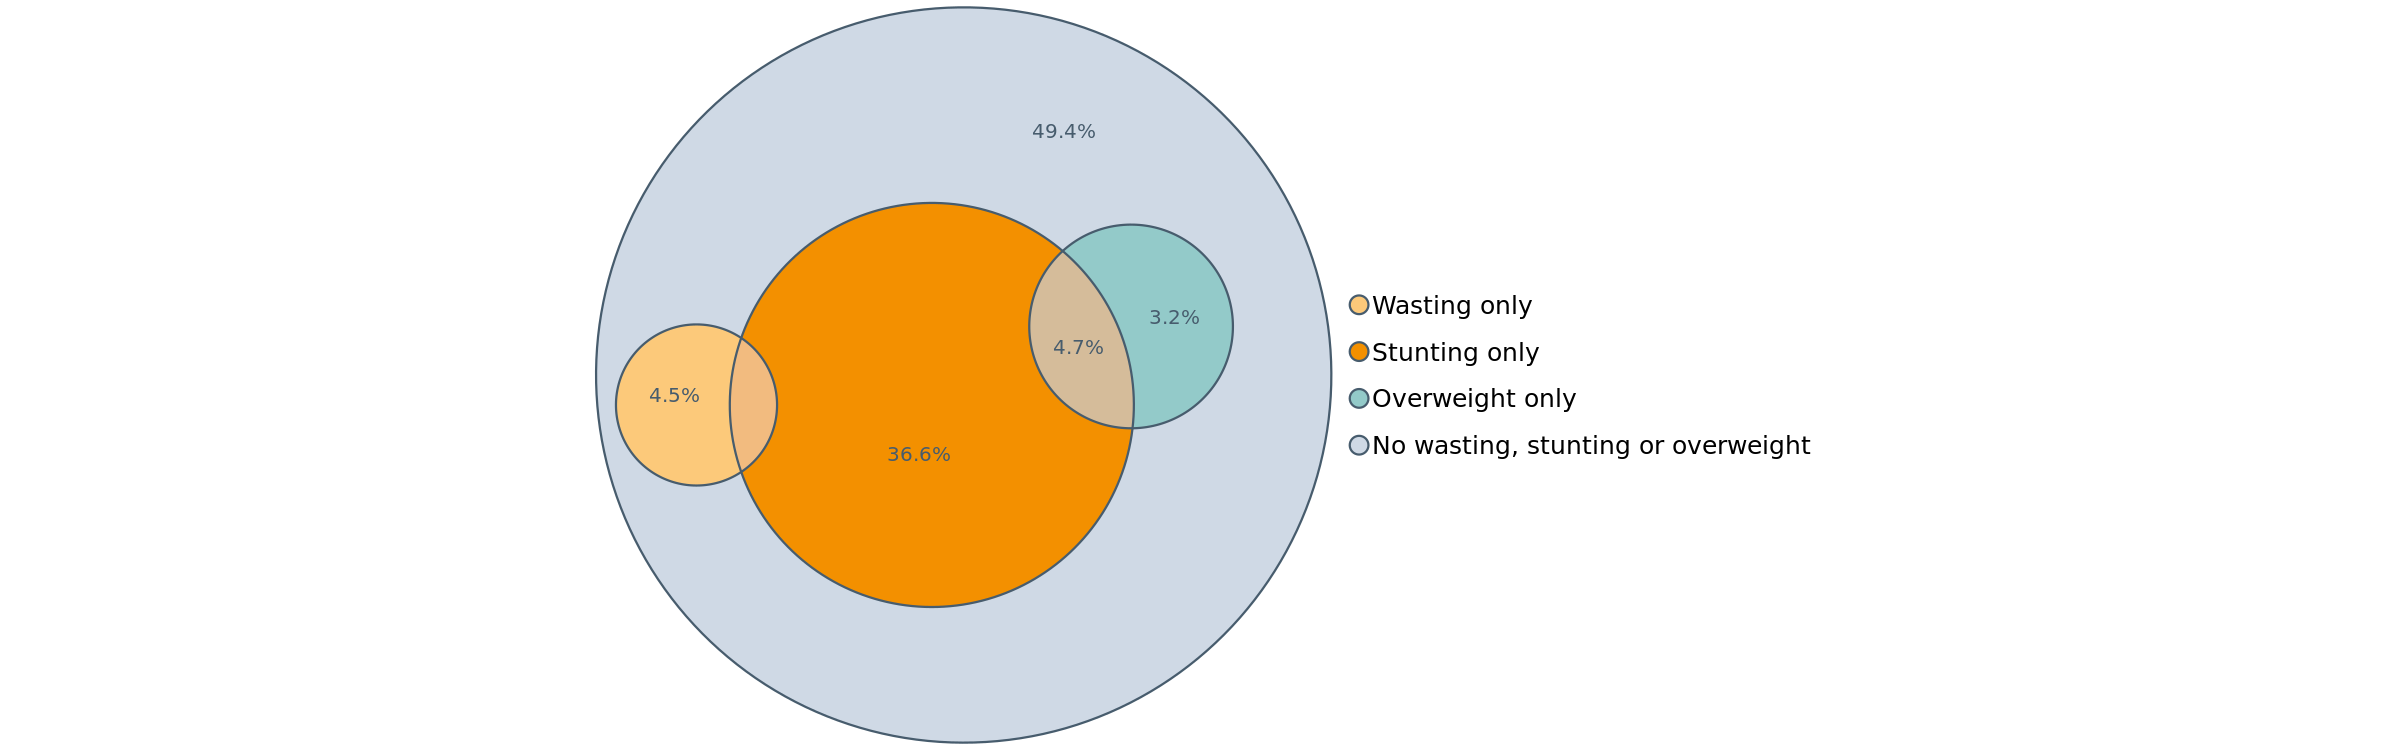 49.4%
3.2%
4.7%
4.5%
36.6%
Wasting only
Stunting only
Overweight only
No wasting, stunting or overweight